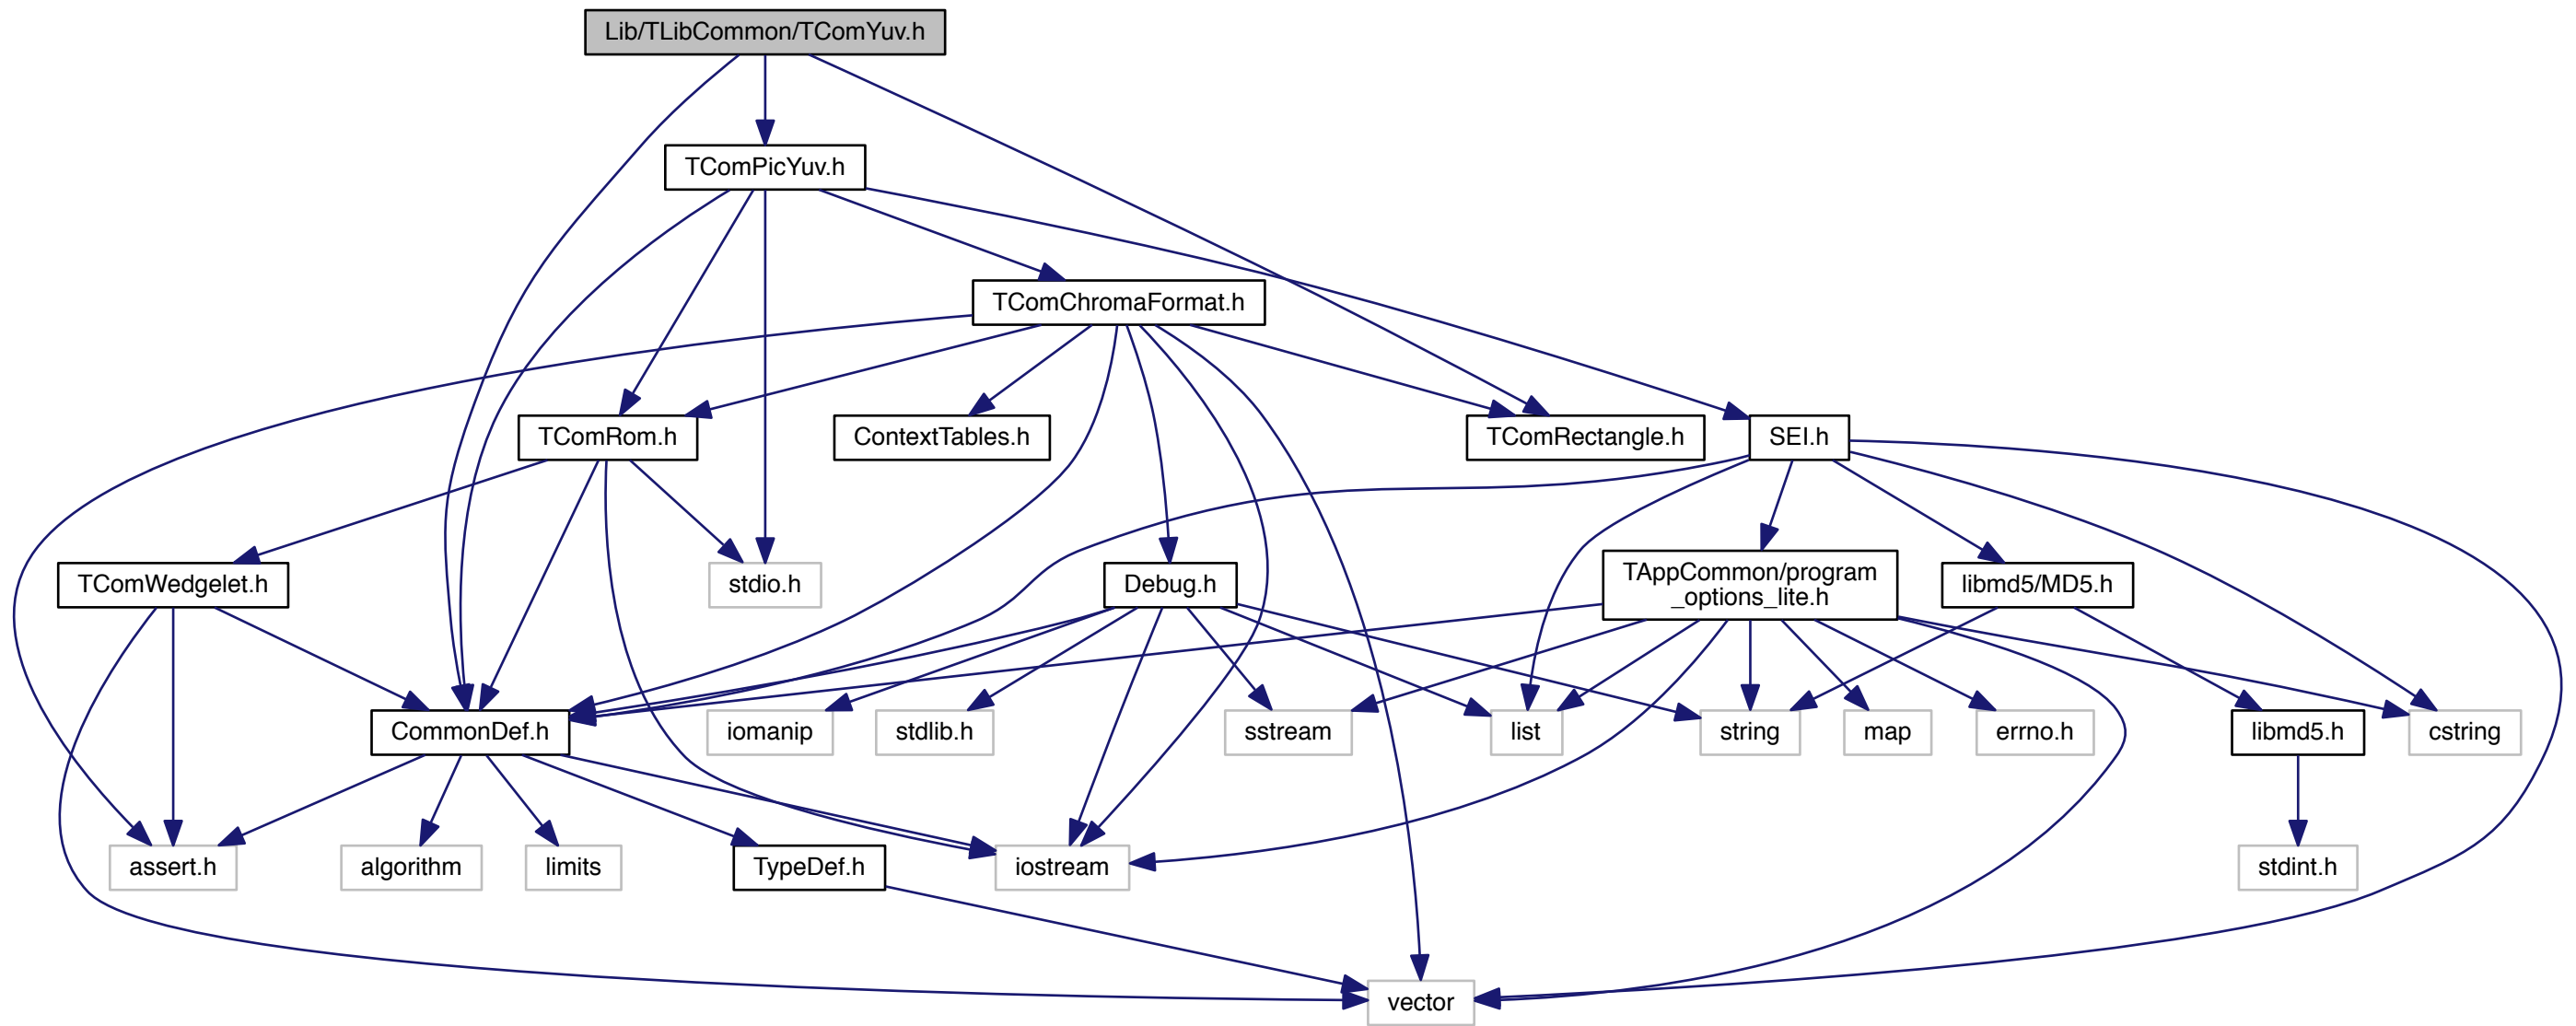 Lib/TLibCommon/TComYuv.h
TComPicYuv.h
TComChromaFormat.h
TComRom.h
ContextTables.h
TComRectangle.h
SEI.h
TComWedgelet.h
stdio.h
Debug.h
TAppCommon/program
_options_lite.h
libmd5/MD5.h
CommonDef.h
iomanip
stdlib.h
sstream
list
string
map
errno.h
libmd5.h
cstring
assert.h
algorithm
limits
TypeDef.h
iostream
stdint.h
vector